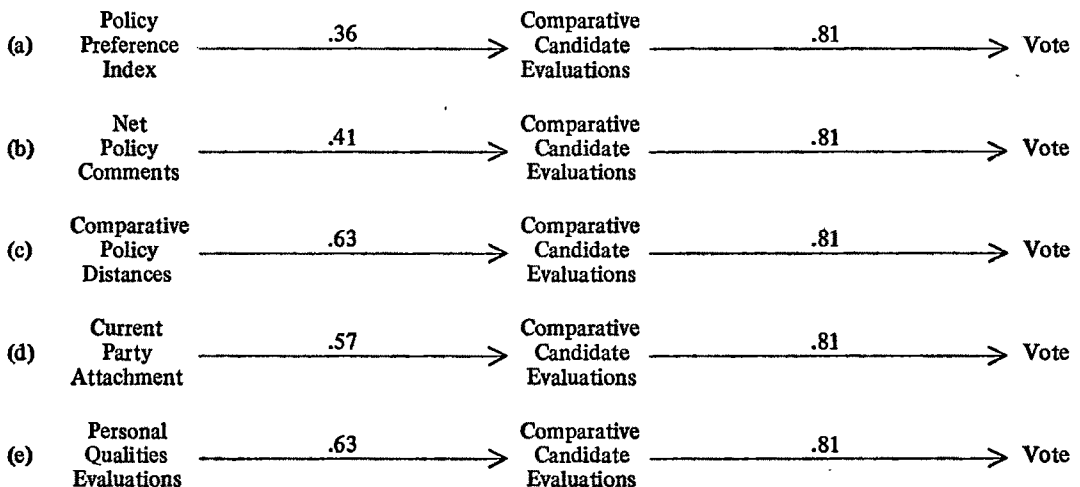 (a) Policy Preference Index .36 Comparative Candidate Evaluations .81 Vote
(b) Net Policy Comments .41 Comparative Candidate Evaluations .81 Vote
(c) Comparative Policy Distances .63 Comparative Candidate Evaluations .81 Vote
(d) Current Party Attachment .57 Comparative Candidate Evaluations .81 Vote
(e) Personal Qualities Evaluations .63 Comparative Candidate Evaluations .81 Vote